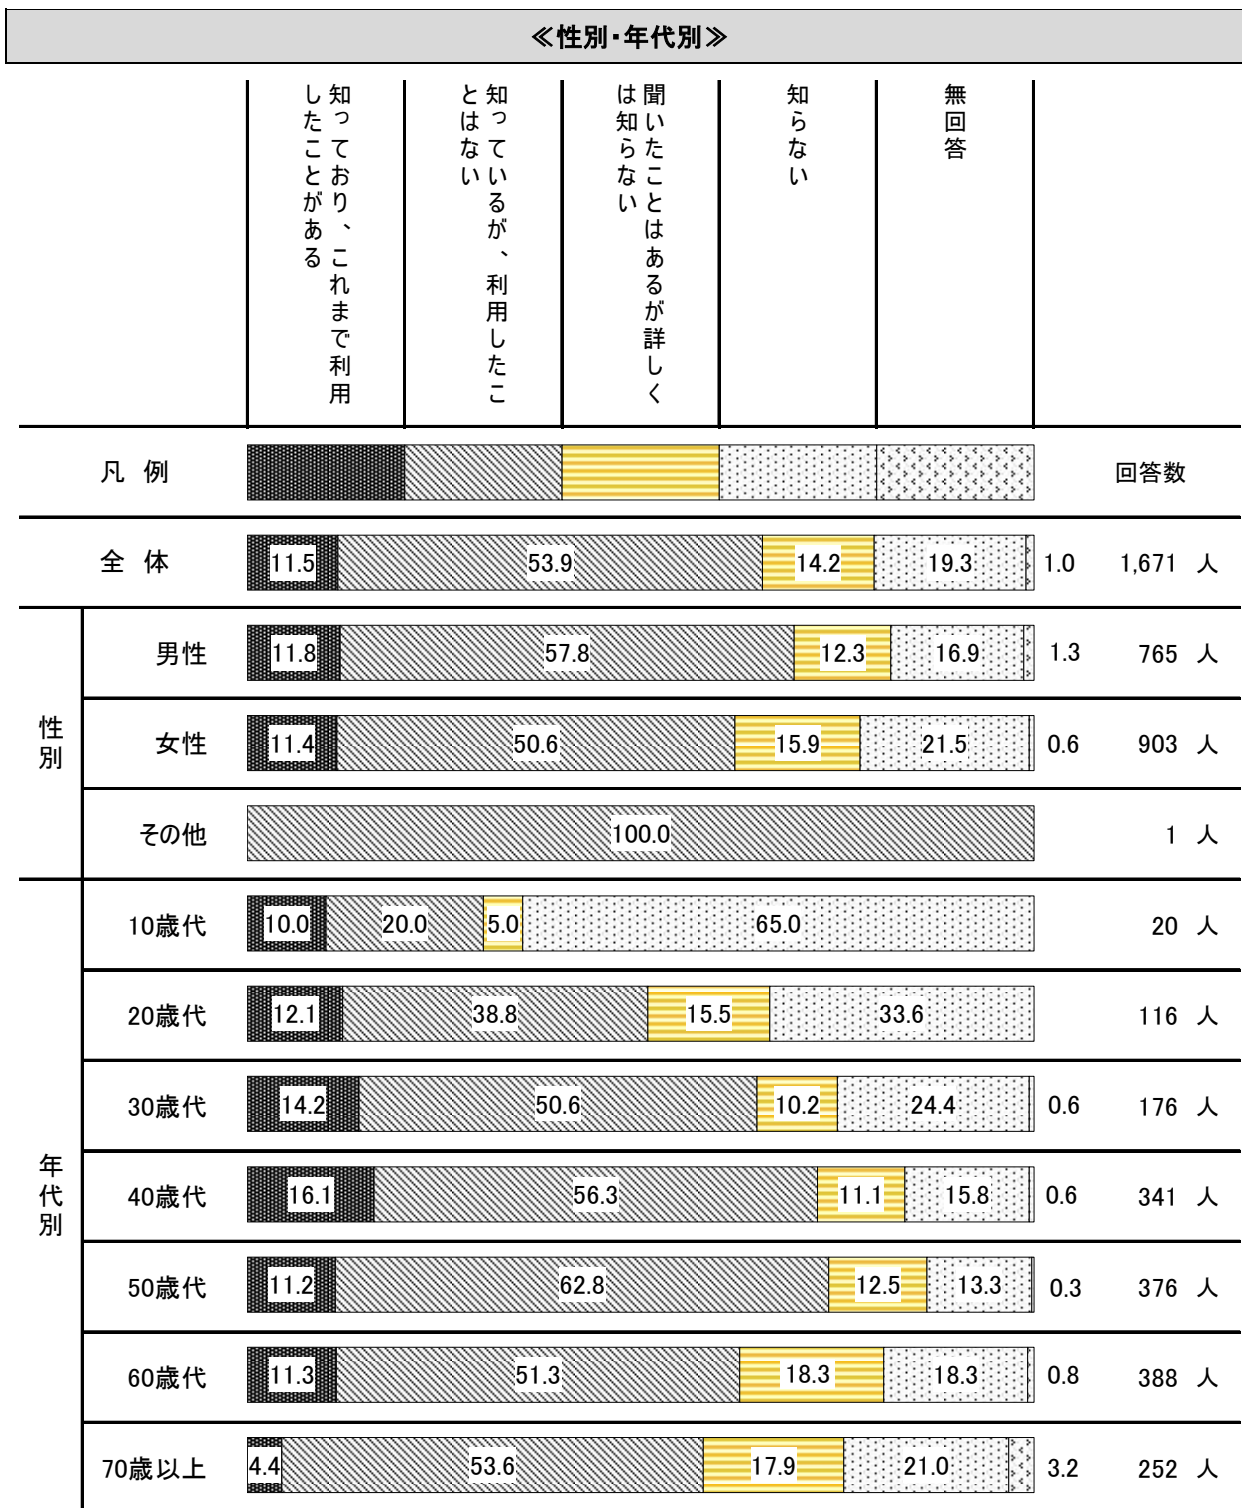 ≪性別・年代別≫
知っており、これまで利用
したことがある
知っているが、利用したこ
とはない
聞いたことはあるが詳しく
は知らない
知らない
無回答
凡 例
回答数
全 体 11.5 53.9 14.2 19.3 1.0 1,671 人
性別
男性 11.8 57.8 12.3 16.9 1.3 765 人
女性 11.4 50.6 15.9 21.5 0.6 903 人
その他 100.0 1 人
年代別
10歳代 10.0 20.0 5.0 65.0 20 人
20歳代 12.1 38.8 15.5 33.6 116 人
30歳代 14.2 50.6 10.2 24.4 0.6 176 人
40歳代 16.1 56.3 11.1 15.8 0.6 341 人
50歳代 11.2 62.8 12.5 13.3 0.3 376 人
60歳代 11.3 51.3 18.3 18.3 0.8 388 人
70歳以上 4.4 53.6 17.9 21.0 3.2 252 人